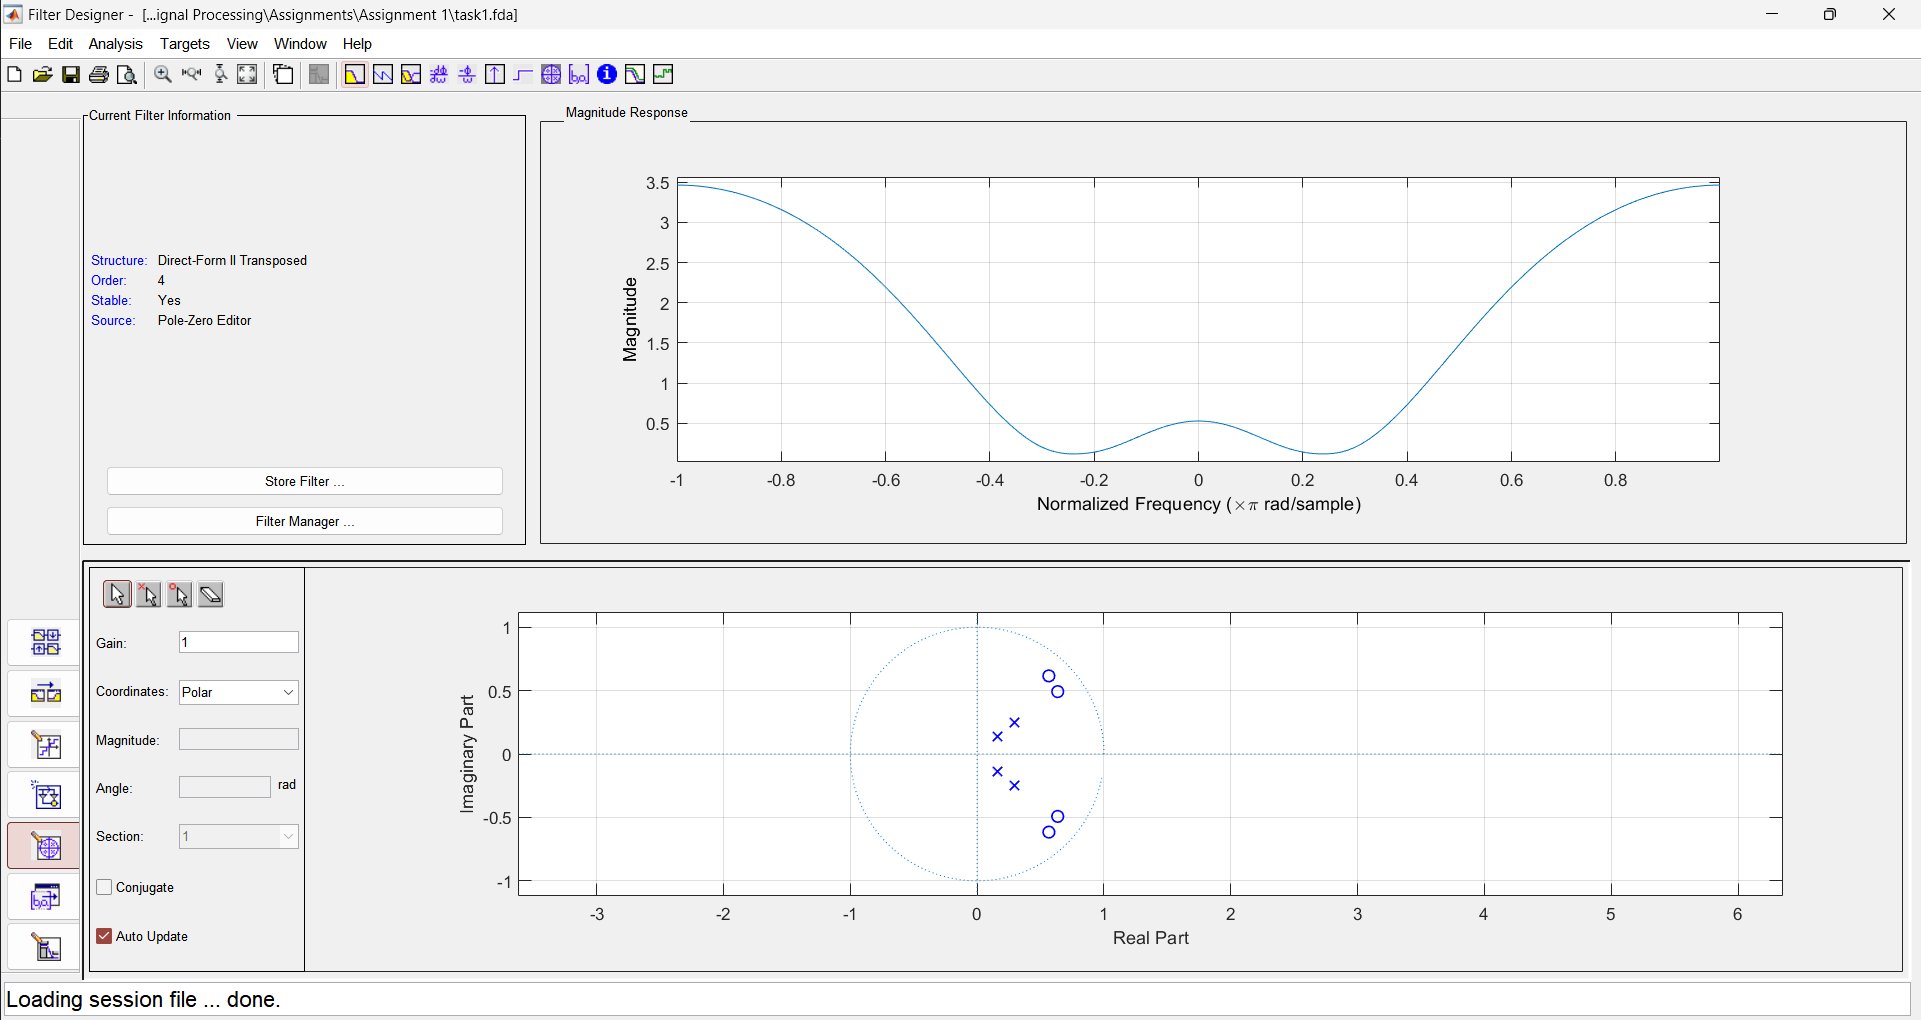 Filter Designer - [...ignal Processing\Assignments\Assignment 1\task1.fda]
File Edit Analysis Targets View Window Help
[b,a]
Current Filter Information
Structure: Direct-Form II Transposed
Order: 4
Stable: Yes
Source: Pole-Zero Editor
Store Filter ...
Filter Manager ...
Magnitude Response
3.5
3
2.5
2
1.5
1
0.5
Magnitude
-1 -0.8 -0.6 -0.4 -0.2 0 0.2 0.4 0.6 0.8
Normalized Frequency (×π rad/sample)
Gain: 1
Coordinates: Polar
Magnitude:
Angle: rad
Section: 1
Conjugate
Auto Update
1
0.5
0
-0.5
-1
Imaginary Part
-3 -2 -1 0 1 2 3 4 5 6
Real Part
Loading session file ... done.